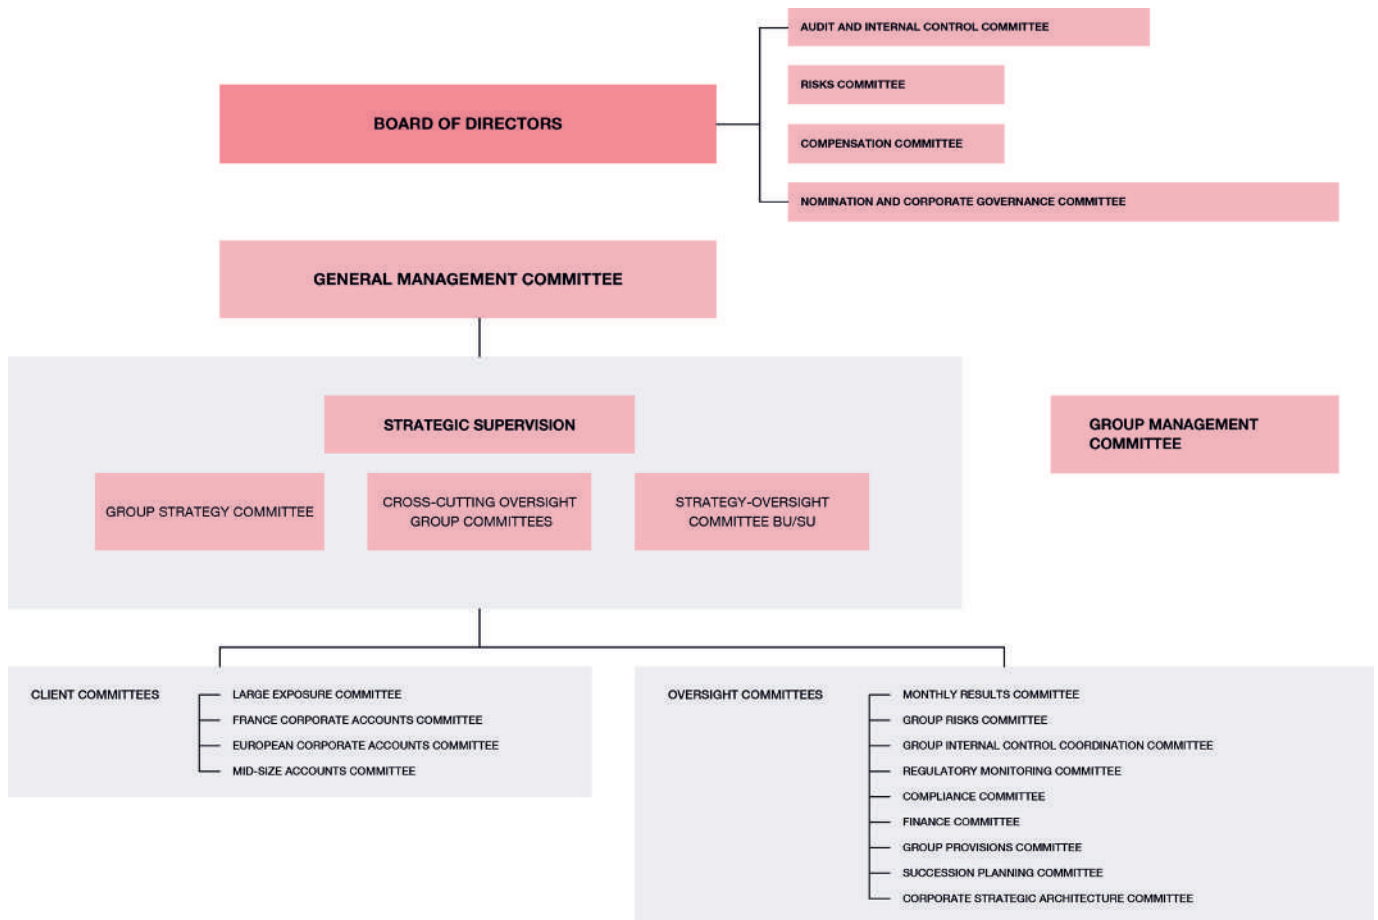 AUDIT AND INTERNAL CONTROL COMMITTEE
RISKS COMMITTEE
BOARD OF DIRECTORS
COMPENSATION COMMITTEE
NOMINATION AND CORPORATE GOVERNANCE COMMITTEE
GENERAL MANAGEMENT COMMITTEE
STRATEGIC SUPERVISION
GROUP MANAGEMENT
COMMITTEE
GROUP STRATEGY COMMITTEE
CROSS-CUTTING OVERSIGHT
GROUP COMMITTEES
STRATEGY-OVERSIGHT
COMMITTEE BU/SU
CLIENT COMMITTEES
LARGE EXPOSURE COMMITTEE
FRANCE CORPORATE ACCOUNTS COMMITTEE
EUROPEAN CORPORATE ACCOUNTS COMMITTEE
MID-SIZE ACCOUNTS COMMITTEE
OVERSIGHT COMMITTEES
MONTHLY RESULTS COMMITTEE
GROUP RISKS COMMITTEE
GROUP INTERNAL CONTROL COORDINATION COMMITTEE
REGULATORY MONITORING COMMITTEE
COMPLIANCE COMMITTEE
FINANCE COMMITTEE
GROUP PROVISIONS COMMITTEE
SUCCESSION PLANNING COMMITTEE
CORPORATE STRATEGIC ARCHITECTURE COMMITTEE